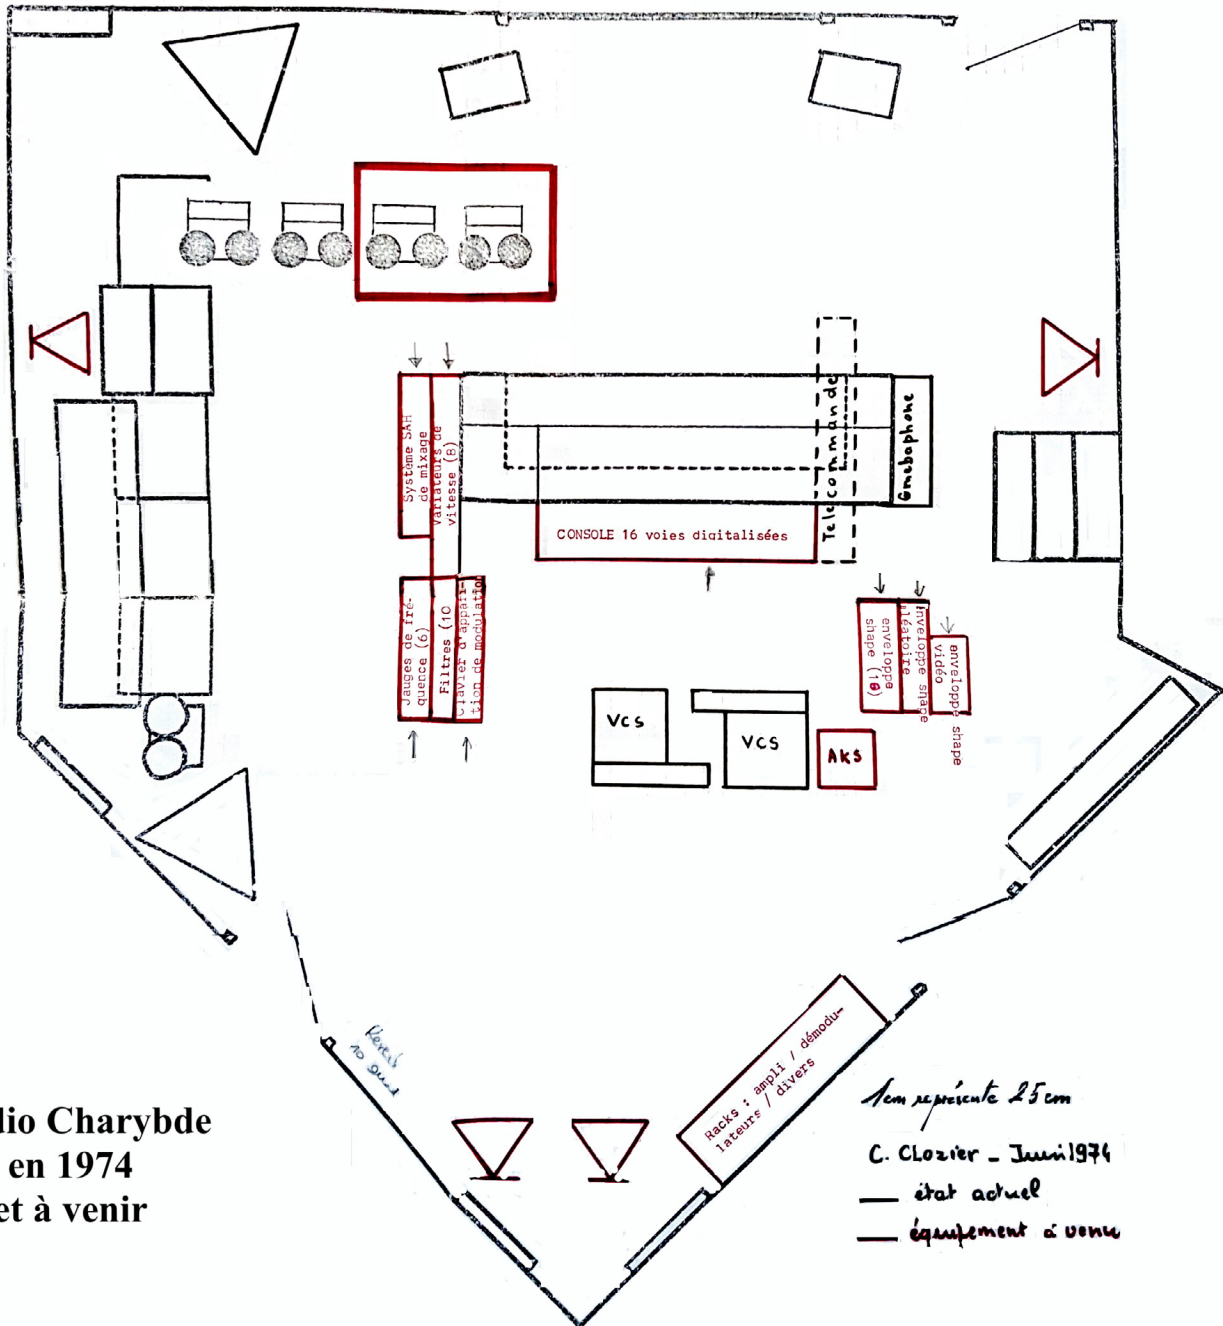 Système SAH
de mixage
Variateurs de
vitesse (8)
Telecommande
Gmebaphone
CONSOLE 16 voies digitalisées
Jauges de fré-
quence (6)
Filtres (10
clavier d'appari-
tion de modulation
enveloppe
shape (10)
enveloppe shape
aléatoire
enveloppe shape
vidéo
VCS
VCS
AKS
10
Racks : ampli / démodu-
lateurs / divers
1cm représente 25cm
C. CLozier - Juin 1974
état actuel
équipement à venir
dio Charybde
en 1974
et à venir